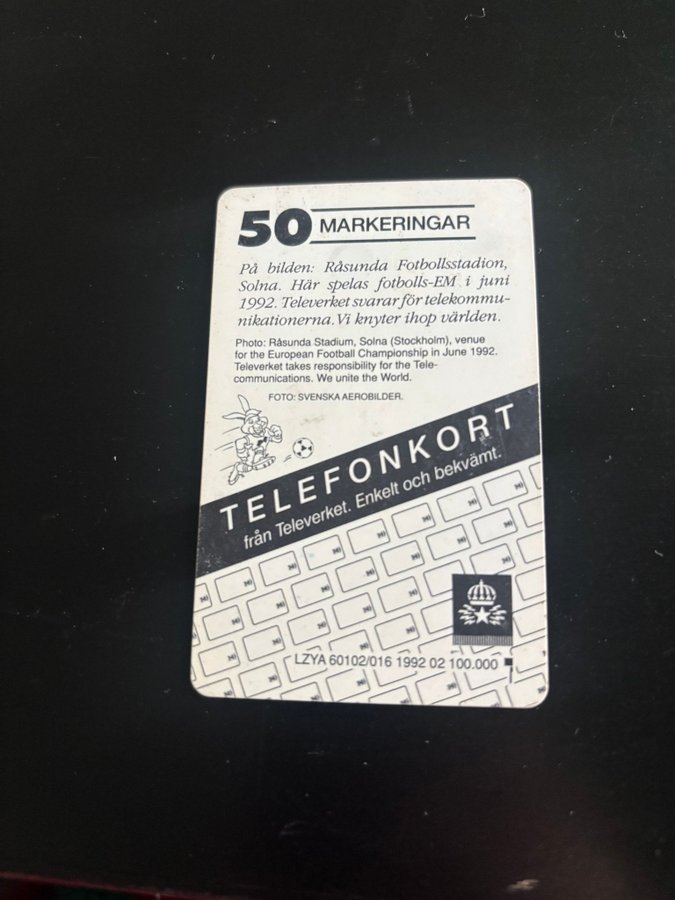 50 MARKERINGAR
På bilden: Råsunda Fotbollsstadion,
Solna. Här spelas fotbolls-EM i juni
1992. Televerket svarar för telekommu-
nikationerna. Vi knyter ihop världen.
Photo: Råsunda Stadium, Solna (Stockholm), venue
for the European Football Championship in June 1992.
Televerket takes responsibility for the Tele-
communications. We unite the World.
FOTO: SVENSKA AEROBILDER.
TELEFONKORT
från Televerket. Enkelt och bekvämt.
LZYA 60102/016 1992 02 100.000